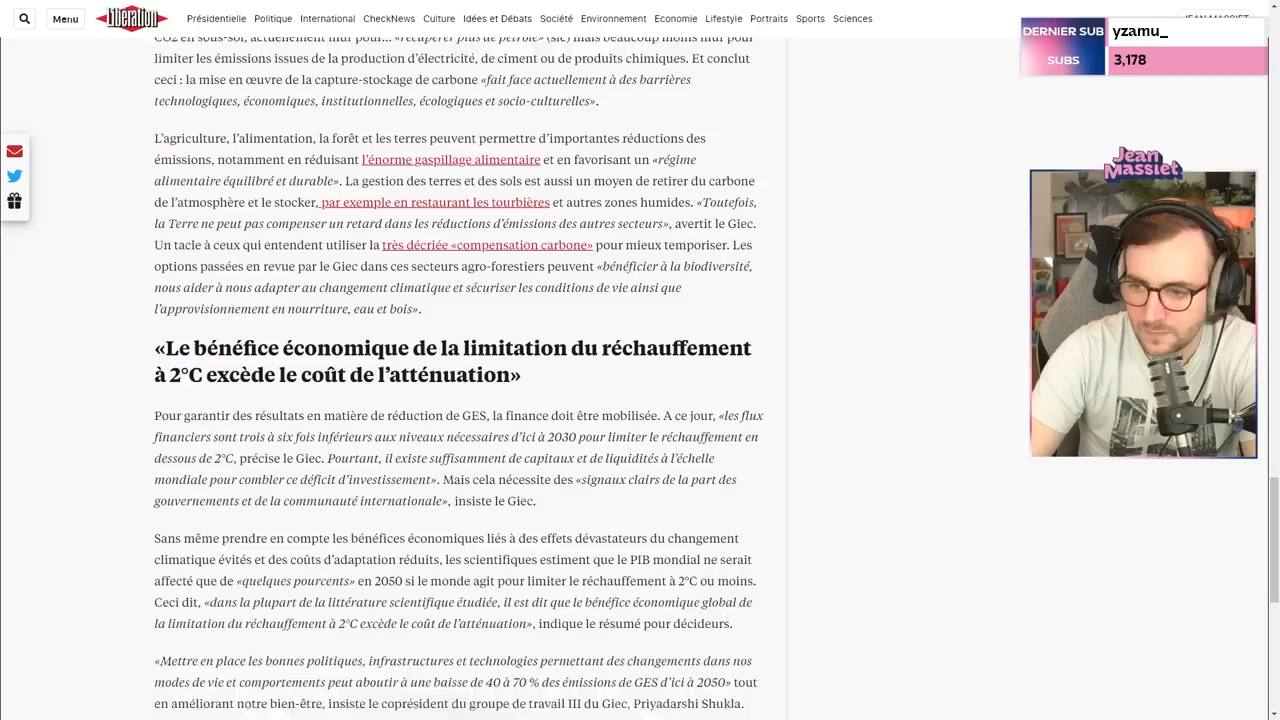 Menu
Libération
Présidentielle Politique International CheckNews Culture Idées et Débats Société Environnement Economie Lifestyle Portraits Sports Sciences
JEAN MASSIET
DERNIER SUB
yzamu_
SUBS
3,178
CO2 en sous-sol, actuellement
récupérer plus de pétrole» (sic) mais beaucoup moins mûr pour
limiter les émissions issues de la production d'électricité, de ciment ou de produits chimiques. Et conclut
ceci : la mise en œuvre de la capture-stockage de carbone «fait face actuellement à des barrières
technologiques, économiques, institutionnelles, écologiques et socio-culturelles».
L'agriculture, l'alimentation, la forêt et les terres peuvent permettre d'importantes réductions des
émissions, notamment en réduisant l'énorme gaspillage alimentaire et en favorisant un «régime
alimentaire équilibré et durable». La gestion des terres et des sols est aussi un moyen de retirer du carbone
de l'atmosphère et le stocker, par exemple en restaurant les tourbières et autres zones humides. «Toutefois,
la Terre ne peut pas compenser un retard dans les réductions d'émissions des autres secteurs», avertit le Giec.
Un tacle à ceux qui entendent utiliser la très décriée «compensation carbone» pour mieux temporiser. Les
options passées en revue par le Giec dans ces secteurs agro-forestiers peuvent «bénéficier à la biodiversité,
nous aider à nous adapter au changement climatique et sécuriser les conditions de vie ainsi que
l'approvisionnement en nourriture, eau et bois».
«Le bénéfice économique de la limitation du réchauffement
à 2°C excède le coût de l'atténuation»
Pour garantir des résultats en matière de réduction de GES, la finance doit être mobilisée. A ce jour, «les flux
financiers sont trois à six fois inférieurs aux niveaux nécessaires d'ici à 2030 pour limiter le réchauffement en
dessous de 2°C, précise le Giec. Pourtant, il existe suffisamment de capitaux et de liquidités à l'échelle
mondiale pour combler ce déficit d'investissement». Mais cela nécessite des «signaux clairs de la part des
gouvernements et de la communauté internationale», insiste le Giec.
Sans même prendre en compte les bénéfices économiques liés à des effets dévastateurs du changement
climatique évités et des coûts d'adaptation réduits, les scientifiques estiment que le PIB mondial ne serait
affecté que de «quelques pourcents» en 2050 si le monde agit pour limiter le réchauffement à 2°C ou moins.
Ceci dit, «dans la plupart de la littérature scientifique étudiée, il est dit que le bénéfice économique global de
la limitation du réchauffement à 2°C excède le coût de l'atténuation», indique le résumé pour décideurs.
«Mettre en place les bonnes politiques, infrastructures et technologies permettant des changements dans nos
modes de vie et comportements peut aboutir à une baisse de 40 à 70 % des émissions de GES d'ici à 2050» tout
en améliorant notre bien-être, insiste le coprésident du groupe de travail III du Giec, Priyadarshi Shukla.
Jean
Massiet